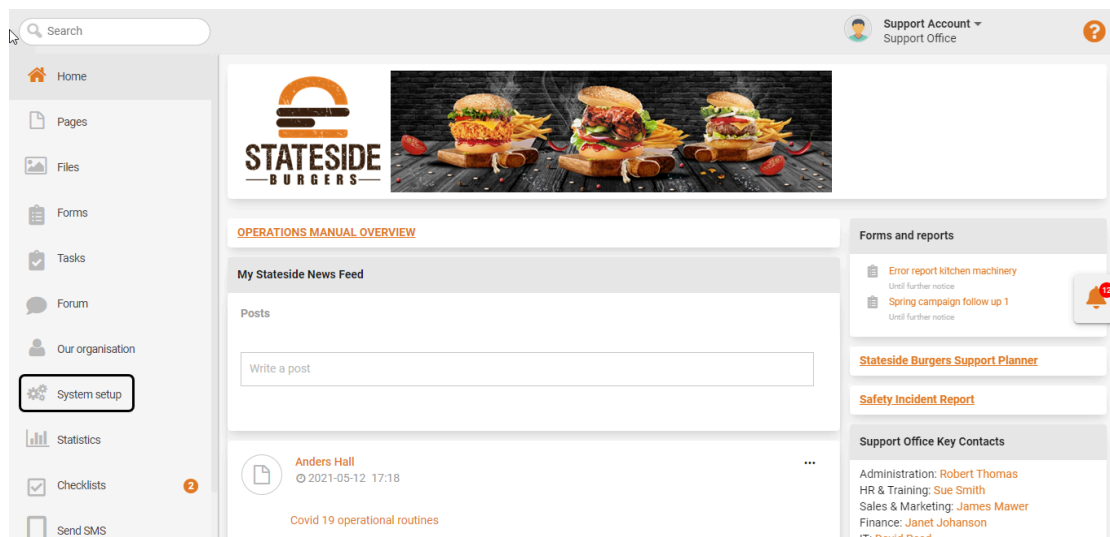 Search
Support Account
Support Office
Home
Pages
Files
Forms
Tasks
Forum
Our organisation
System setup
Statistics
Checklists
2
Send SMS
STATESIDE
BURGERS
OPERATIONS MANUAL OVERVIEW
My Stateside News Feed
Posts
Write a post
Anders Hall
2021-05-12 17:18
Covid 19 operational routines
Forms and reports
Error report kitchen machinery
Until further notice
Spring campaign follow up 1
Until further notice
12
Stateside Burgers Support Planner
Safety Incident Report
Support Office Key Contacts
Administration: Robert Thomas
HR & Training: Sue Smith
Sales & Marketing: James Mawer
Finance: Janet Johanson